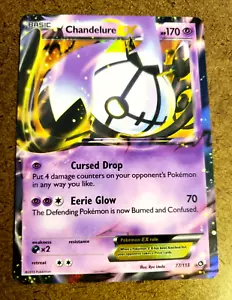 BASIC
Chandelure
HP170
Cursed Drop
Put 4 damage counters on your opponent's Pokémon
in any way you like.
Eerie Glow 70
The Defending Pokémon is now Burned and Confused.
weakness
×2
resistance
retreat
Pokémon-EX rule
77/113